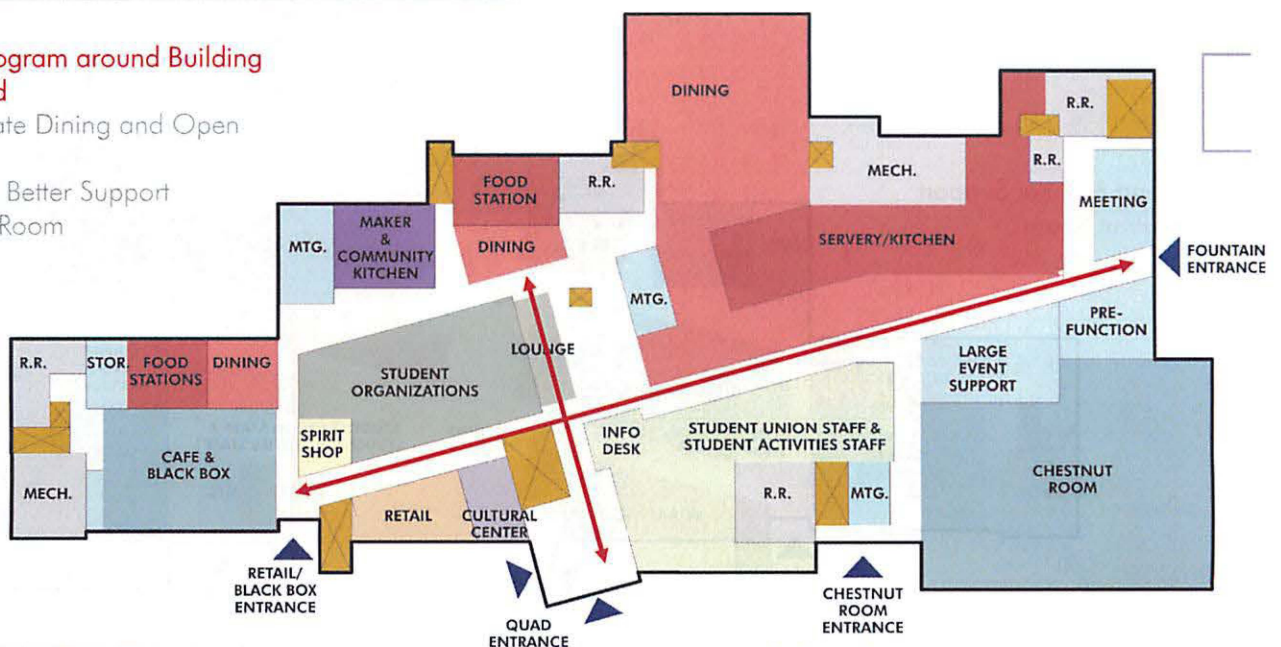 ogram around Building
d
ate Dining and Open
Better Support
Room
DINING
R.R.
MECH.
R.R.
FOOD
STATION
R.R.
MEETING
MAKER
&
COMMUNITY
KITCHEN
MTG.
DINING
SERVERY/KITCHEN
FOUNTAIN
ENTRANCE
MTG.
PRE-
FUNCTION
LOUNGE
LARGE
EVENT
SUPPORT
R.R.
STOR.
FOOD
STATIONS
DINING
STUDENT
ORGANIZATIONS
SPIRIT
SHOP
INFO
DESK
STUDENT UNION STAFF &
STUDENT ACTIVITIES STAFF
CAFE &
BLACK BOX
CHESTNUT
ROOM
MECH.
RETAIL
CULTURAL
CENTER
R.R.
MTG.
RETAIL/
BLACK BOX
ENTRANCE
QUAD
ENTRANCE
CHESTNUT
ROOM
ENTRANCE